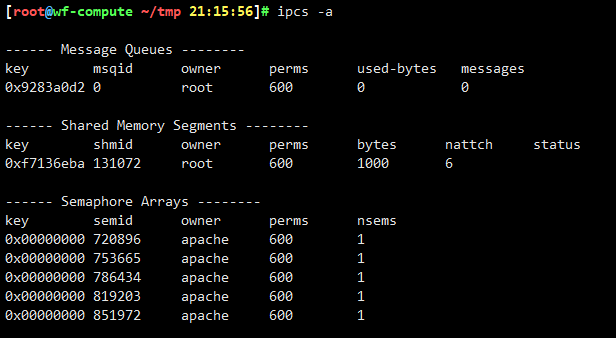 [root@wf-compute ~/tmp 21:15:56]# ipcs -a
------ Message Queues --------
key        msqid      owner      perms      used-bytes   messages
0x9283a0d2 0          root       600        0            0
------ Shared Memory Segments --------
key        shmid      owner      perms      bytes      nattch     status
0xf7136eba 131072     root       600        1000       6
------ Semaphore Arrays --------
key        semid      owner      perms      nsems
0x00000000 720896     apache     600        1
0x00000000 753665     apache     600        1
0x00000000 786434     apache     600        1
0x00000000 819203     apache     600        1
0x00000000 851972     apache     600        1